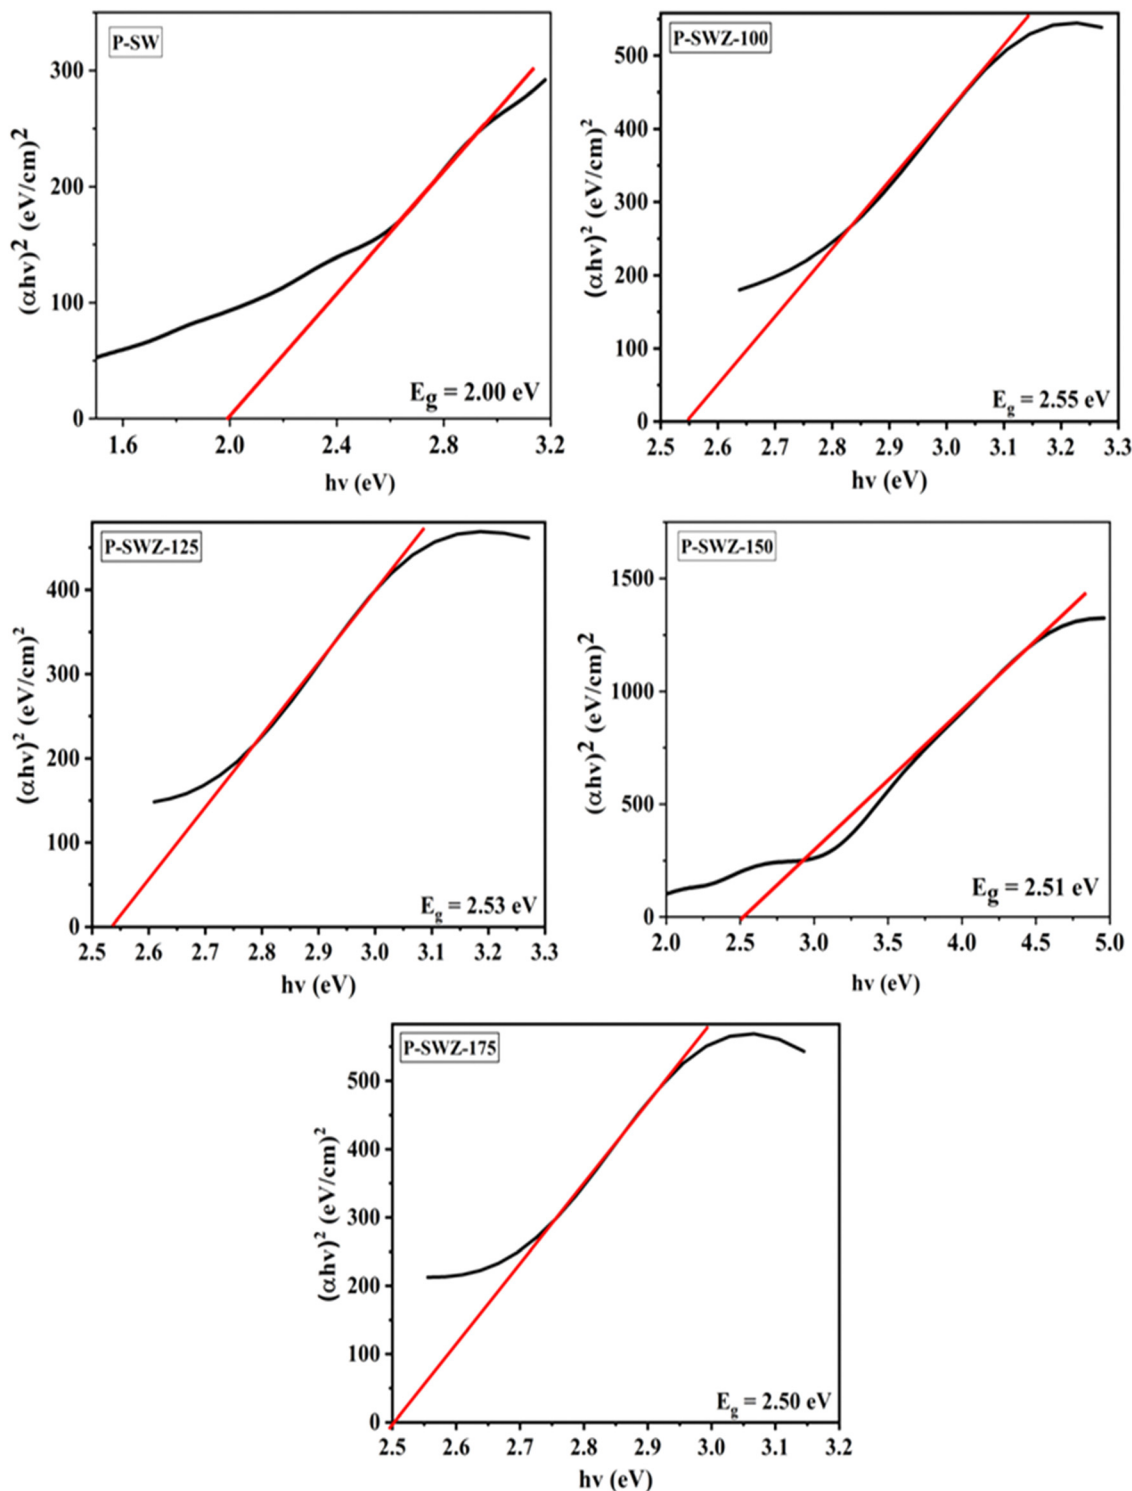 P-SW
300
200
100
0
(αhν)² (eV/cm)²
E_g = 2.00 eV
1.6 2.0 2.4 2.8 3.2
hν (eV)
P-SWZ-100
500
400
300
200
100
0
(αhν)² (eV/cm)²
E_g = 2.55 eV
2.5 2.6 2.7 2.8 2.9 3.0 3.1 3.2 3.3
hν (eV)
P-SWZ-125
400
300
200
100
0
(αhν)² (eV/cm)²
E_g = 2.53 eV
2.5 2.6 2.7 2.8 2.9 3.0 3.1 3.2 3.3
hν (eV)
P-SWZ-150
1500
1000
500
0
(αhν)² (eV/cm)²
E_g = 2.51 eV
2.0 2.5 3.0 3.5 4.0 4.5 5.0
hν (eV)
P-SWZ-175
500
400
300
200
100
0
(αhν)² (eV/cm)²
E_g = 2.50 eV
2.5 2.6 2.7 2.8 2.9 3.0 3.1 3.2
hν (eV)